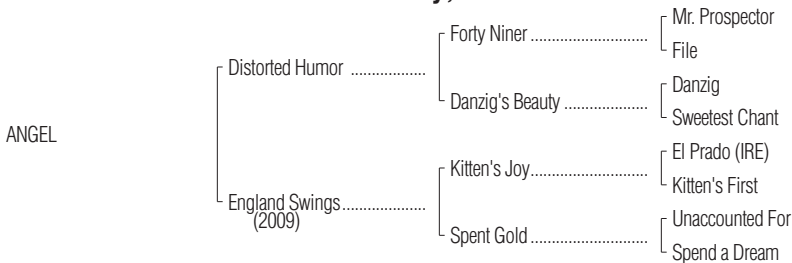 Mr. Prospector
Forty Niner ............................
File
Distorted Humor ..................
Danzig
Danzig's Beauty ....................
Sweetest Chant
ANGEL
El Prado (IRE)
Kitten's Joy............................
Kitten's First
England Swings....................
(2009)
Unaccounted For
Spent Gold ............................
Spend a Dream